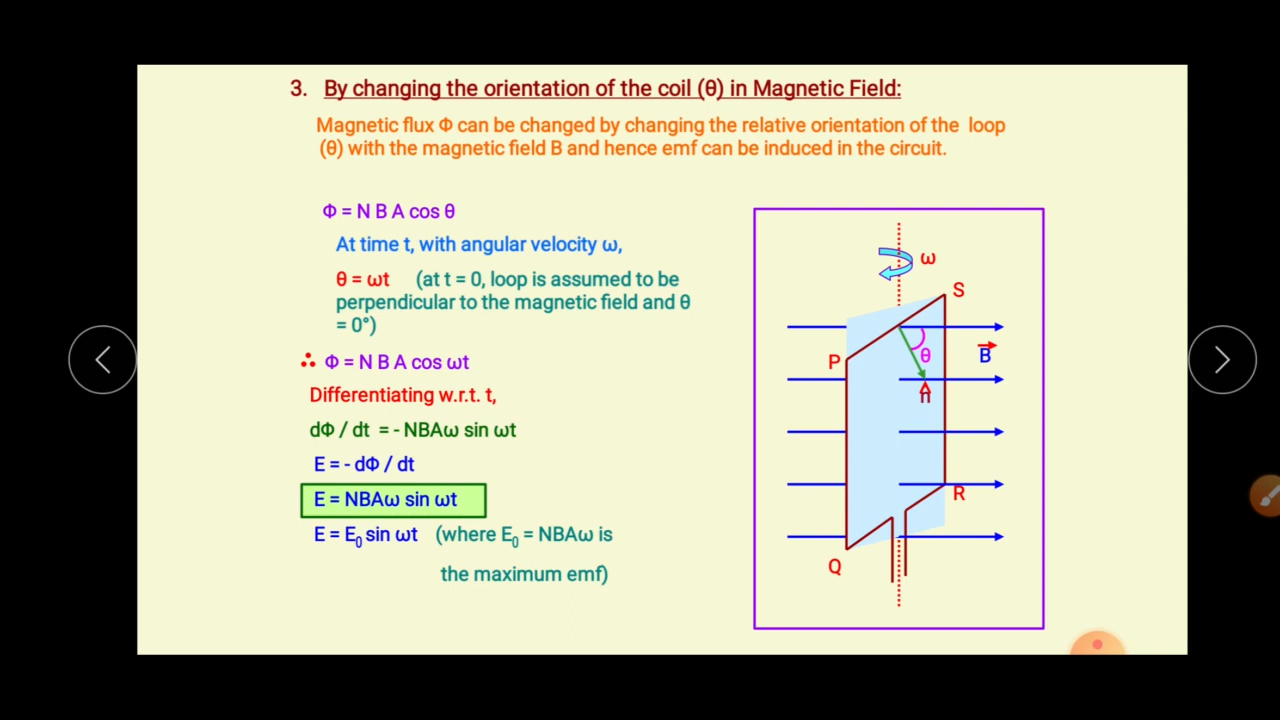 3. By changing the orientation of the coil (θ) in Magnetic Field:
Magnetic flux Φ can be changed by changing the relative orientation of the loop
(θ) with the magnetic field B and hence emf can be induced in the circuit.
Φ = N B A cos θ
At time t, with angular velocity ω,
θ = ωt (at t = 0, loop is assumed to be
perpendicular to the magnetic field and θ
= 0°)
∴ Φ = N B A cos ωt
Differentiating w.r.t. t,
dΦ / dt = - NBAω sin ωt
E = - dΦ / dt
E = NBAω sin ωt
E = E₀ sin ωt (where E₀ = NBAω is
the maximum emf)
ω
S
P
θ
B⃗
n̂
R
Q